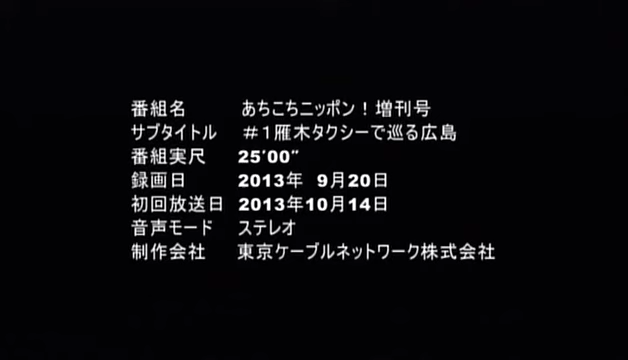 番組名 あちこちニッポン！増刊号
サブタイトル ＃１雁木タクシーで巡る広島
番組実尺 25′00″
録画日 2013年 9月20日
初回放送日 2013年10月14日
音声モード ステレオ
制作会社 東京ケーブルネットワーク株式会社